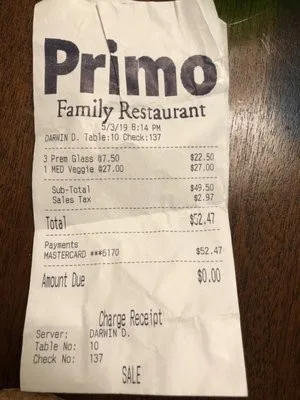 Primo
Family Restaurant
5/3/19 8:14 PM
DARWIN D. Table:10 Check:137
3 Prem Glass @7.50 $22.50
1 MED Veggie @27.00 $27.00
Sub-Total $49.50
Sales Tax $2.97
Total $52.47
Payments
MASTERCARD ***6170 $52.47
Amount Due $0.00
Charge Receipt
Server: DARWIN D.
Table No: 10
Check No: 137
SALE